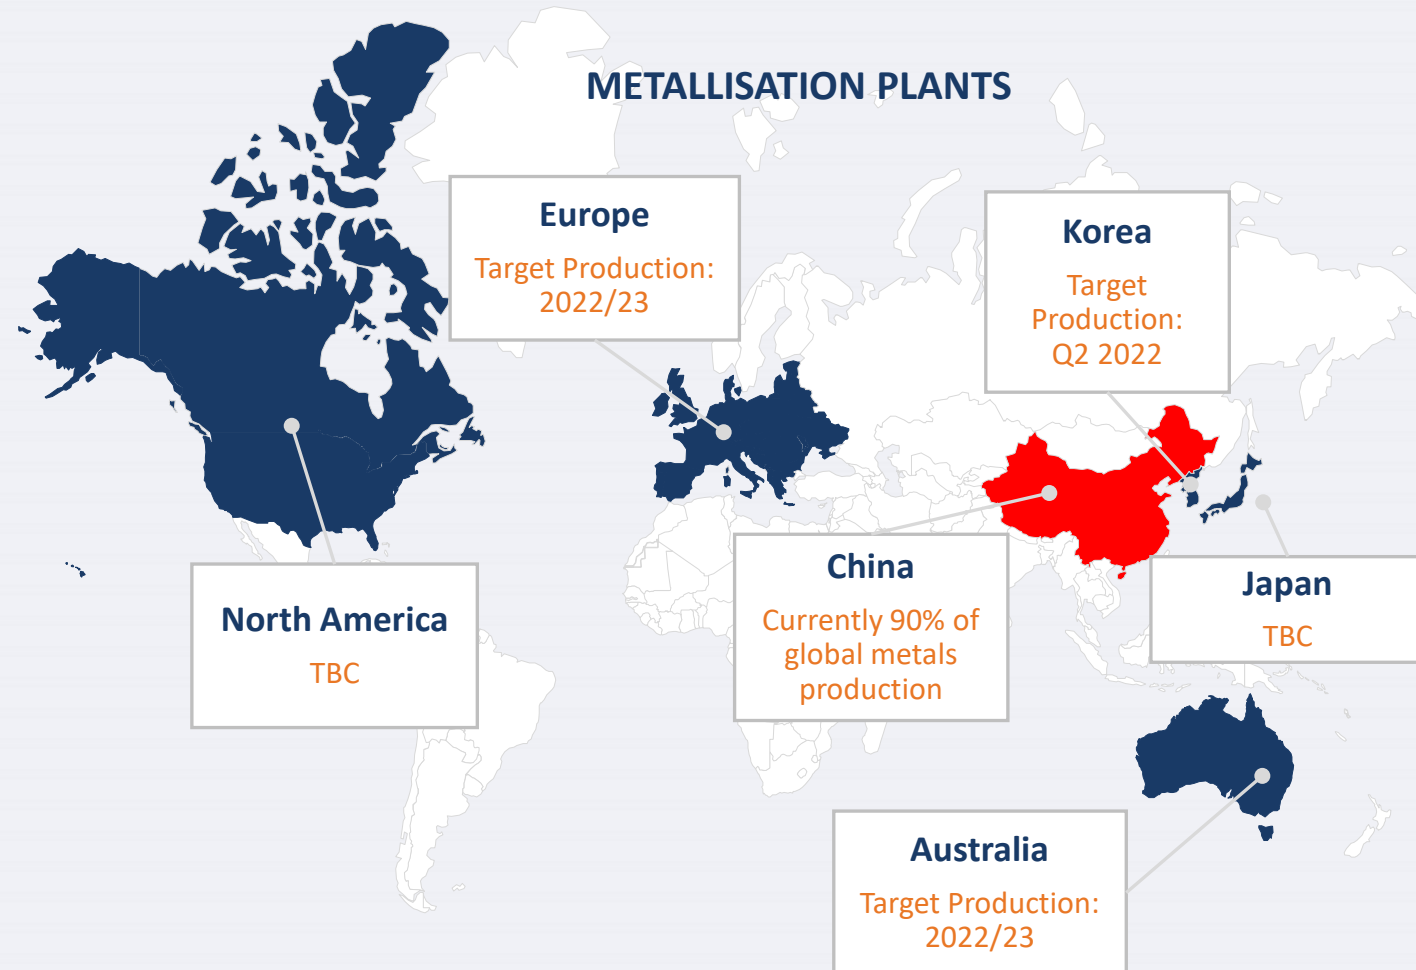 METALLISATION PLANTS
Europe
Target Production:
2022/23
Korea
Target
Production:
Q2 2022
North America
TBC
China
Currently 90% of
global metals
production
Japan
TBC
Australia
Target Production:
2022/23